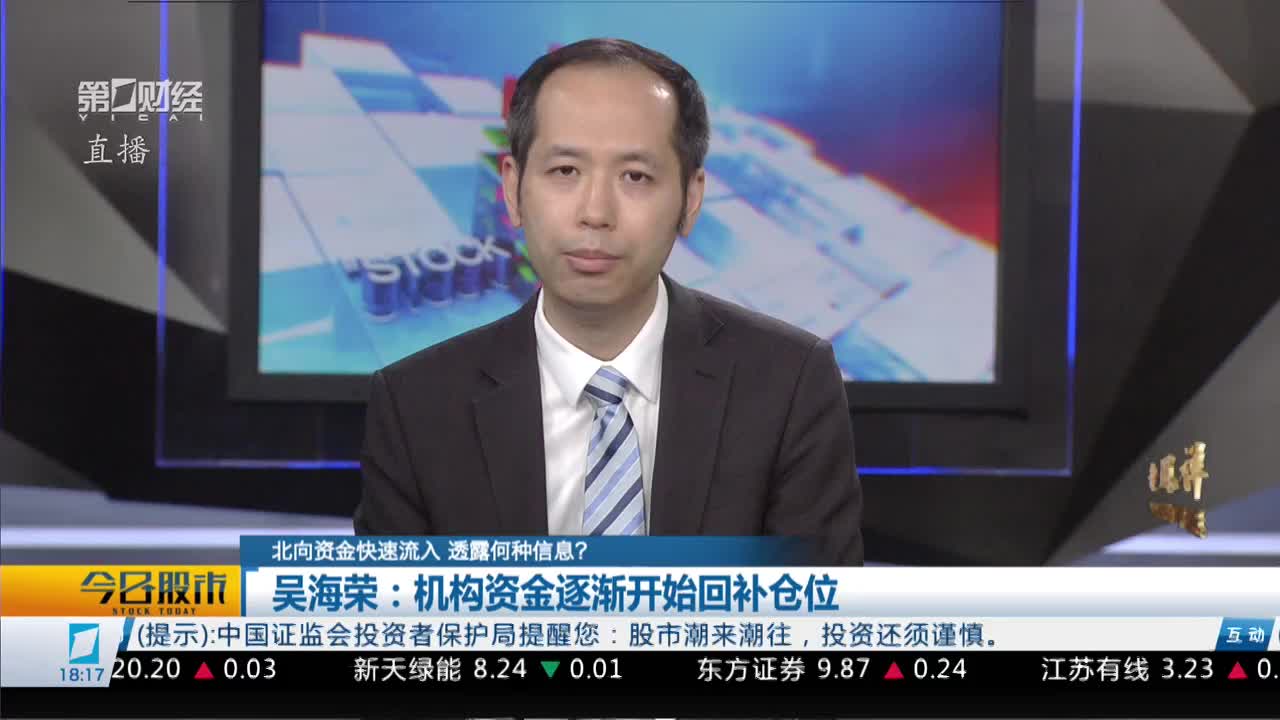 第一财经
YICAI
直播
STOCK
北向资金快速流入 透露何种信息?
今日股市
STOCK TODAY
吴海荣：机构资金逐渐开始回补仓位
(提示):中国证监会投资者保护局提醒您：股市潮来潮往，投资还须谨慎。
互动
18:17
20.20 ▲ 0.03 新天绿能 8.24 ▼ 0.01 东方证券 9.87 ▲ 0.24 江苏有线 3.23 ▲ 0.